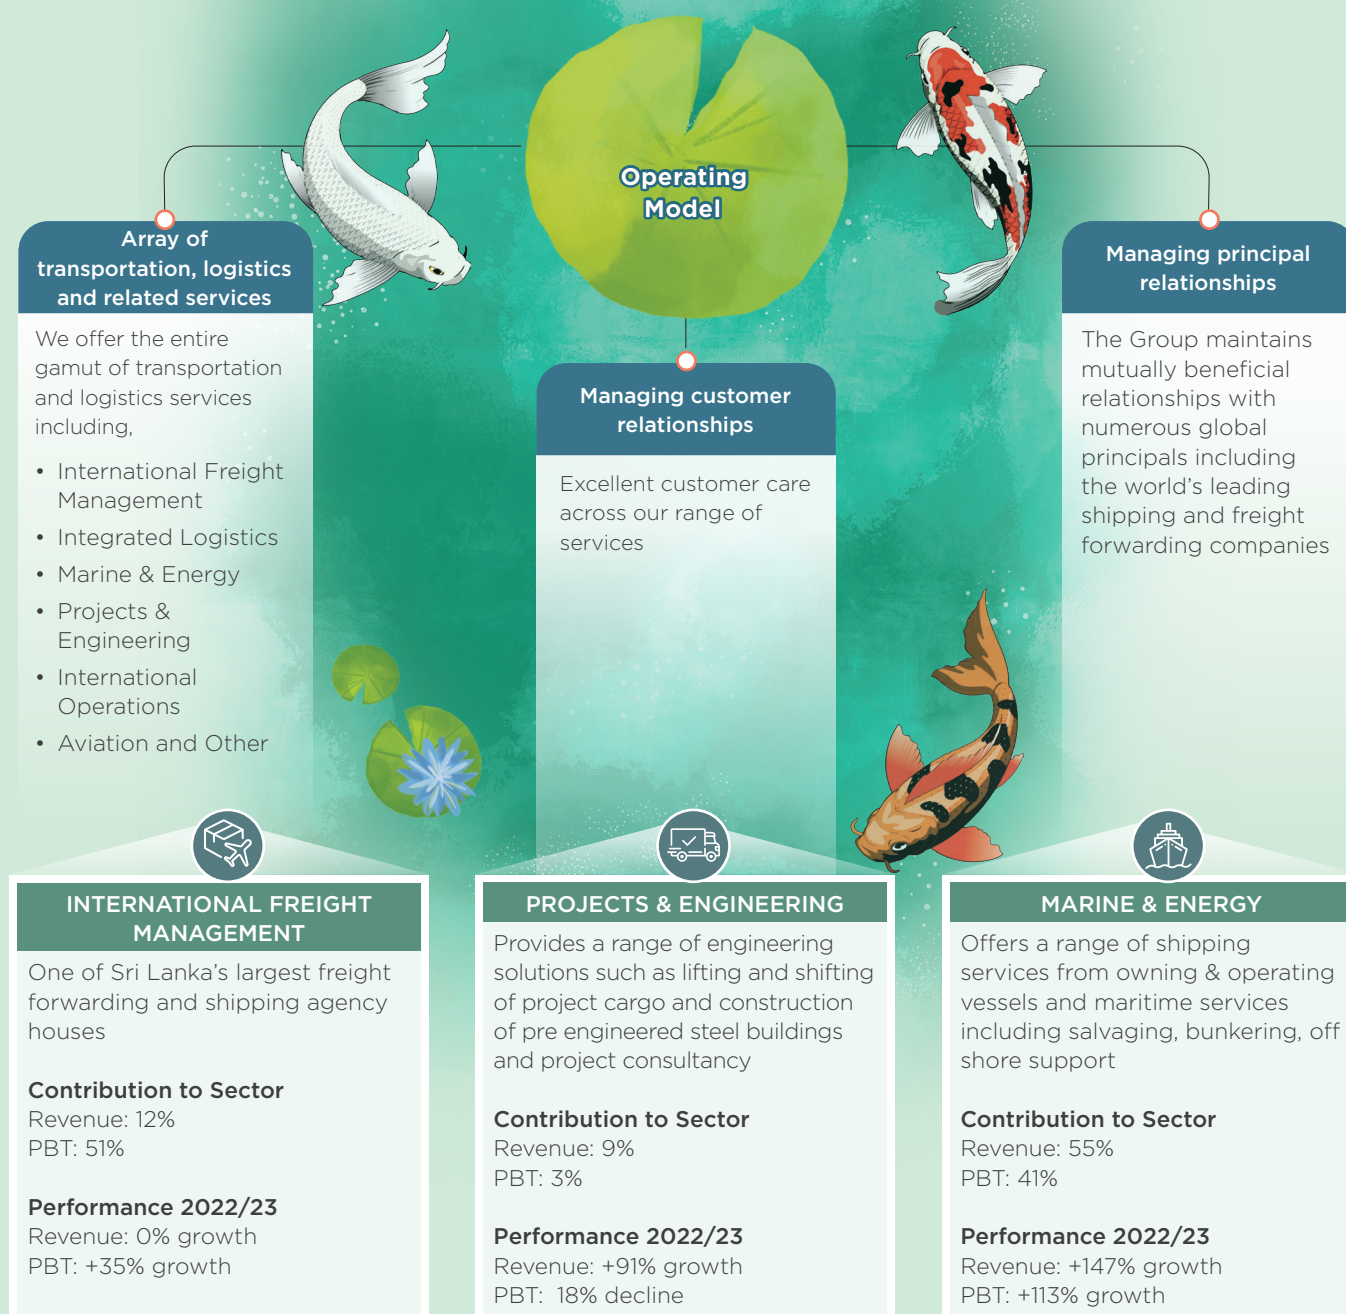 Operating
Model
Array of
transportation, logistics
and related services
We offer the entire
gamut of transportation
and logistics services
including,
• International Freight
Management
• Integrated Logistics
• Marine & Energy
• Projects &
Engineering
• International
Operations
• Aviation and Other
Managing customer
relationships
Excellent customer care
across our range of
services
Managing principal
relationships
The Group maintains
mutually beneficial
relationships with
numerous global
principals including
the world's leading
shipping and freight
forwarding companies
INTERNATIONAL FREIGHT
MANAGEMENT
One of Sri Lanka's largest freight
forwarding and shipping agency
houses
Contribution to Sector
Revenue: 12%
PBT: 51%
Performance 2022/23
Revenue: 0% growth
PBT: +35% growth
PROJECTS & ENGINEERING
Provides a range of engineering
solutions such as lifting and shifting
of project cargo and construction
of pre engineered steel buildings
and project consultancy
Contribution to Sector
Revenue: 9%
PBT: 3%
Performance 2022/23
Revenue: +91% growth
PBT: 18% decline
MARINE & ENERGY
Offers a range of shipping
services from owning & operating
vessels and maritime services
including salvaging, bunkering, off
shore support
Contribution to Sector
Revenue: 55%
PBT: 41%
Performance 2022/23
Revenue: +147% growth
PBT: +113% growth